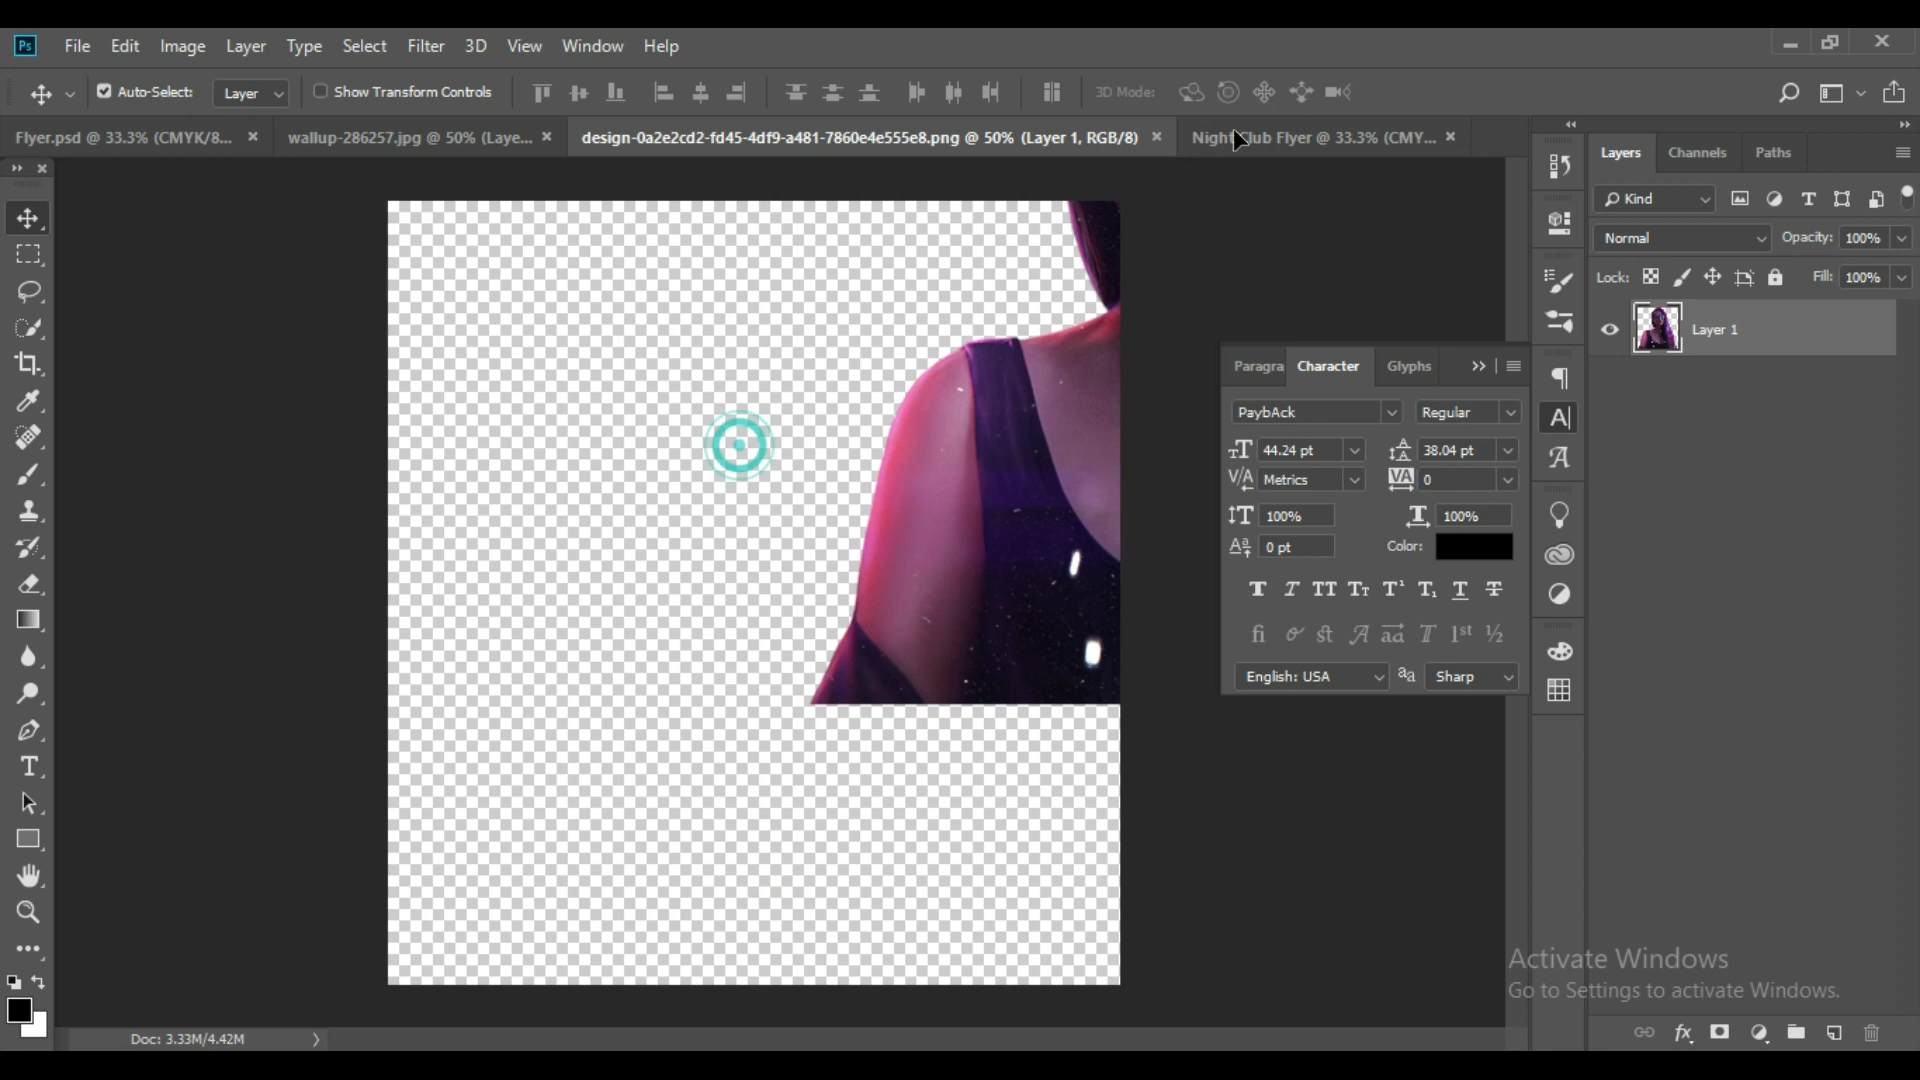 Ps File Edit Image Layer Type Select Filter 3D View Window Help
Auto-Select: Layer Show Transform Controls 3D Mode:
Flyer.psd @ 33.3% (CMYK/8... × wallup-286257.jpg @ 50% (Laye... × design-0a2e2cd2-fd45-4df9-a481-7860e4e555e8.png @ 50% (Layer 1, RGB/8) × Night Club Flyer @ 33.3% (CMY... ×
Layers Channels Paths
Kind
Normal Opacity: 100%
Lock: Fill: 100%
Layer 1
Paragra Character Glyphs
PaybAck Regular
44.24 pt 38.04 pt
Metrics 0
100% 100%
0 pt Color:
English: USA Sharp
Activate Windows
Go to Settings to activate Windows.
Doc: 3.33M/4.42M